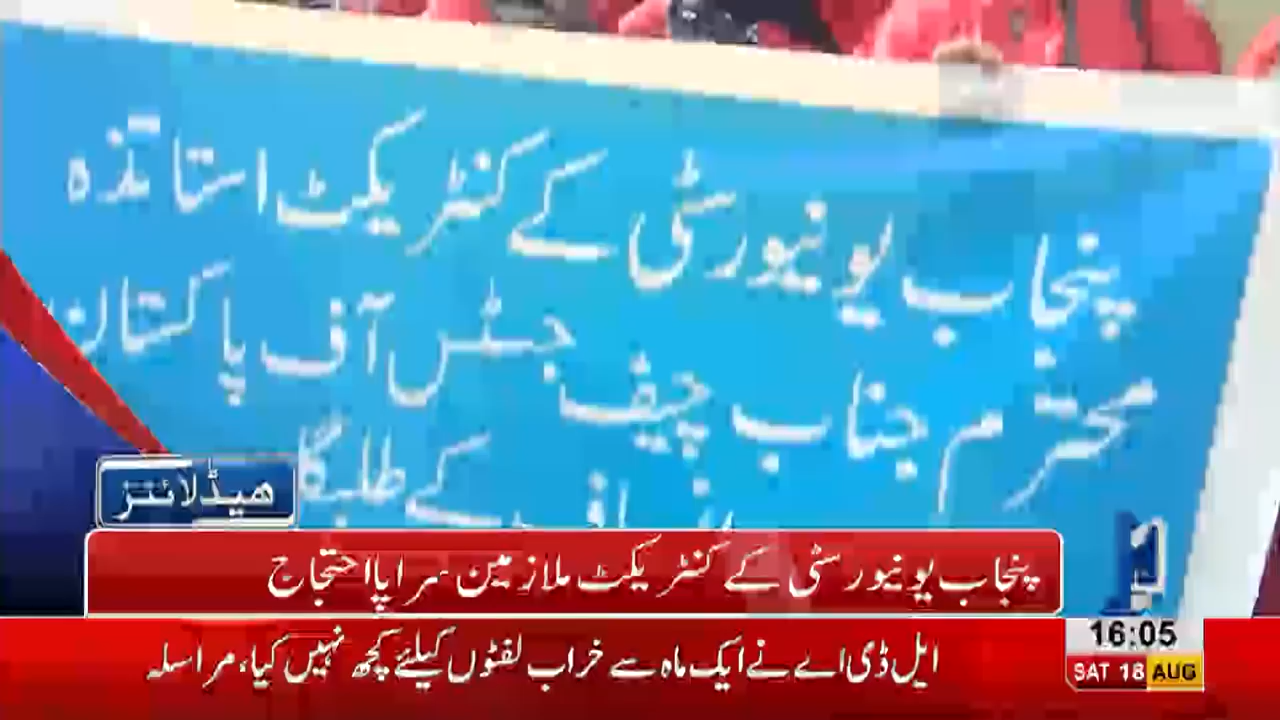 پنجاب یونیورسٹی کے کنٹریکٹ اساتذہ
محترم جناب چیف جسٹس آف پاکستان
کے طلبگا
ہیڈلائنز
پنجاب یونیورسٹی کے کنٹریکٹ ملازمین سراپا احتجاج
ایل ڈی اے نے ایک ماہ سے خراب لفٹوں کیلئے کچھ نہیں کیا، مراسلہ
16:05
SAT 18 AUG